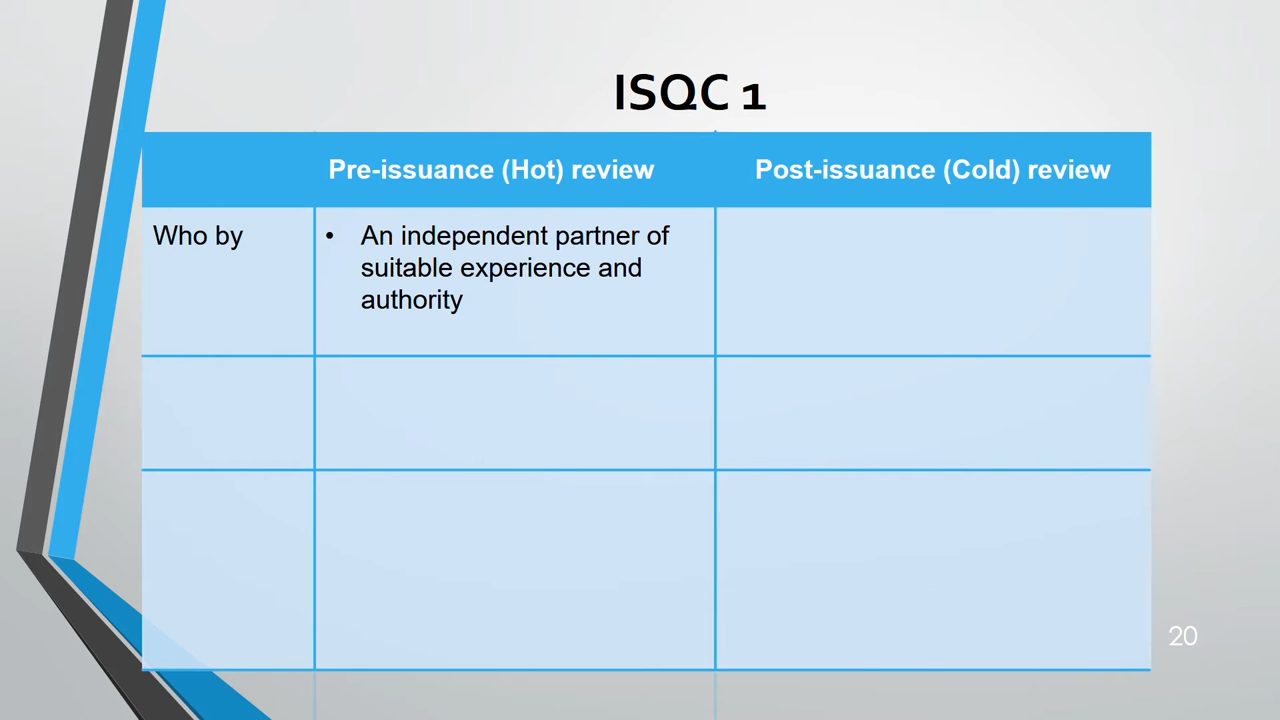 ISQC 1
Pre-issuance (Hot) review
Post-issuance (Cold) review
Who by
• An independent partner of
suitable experience and
authority
20